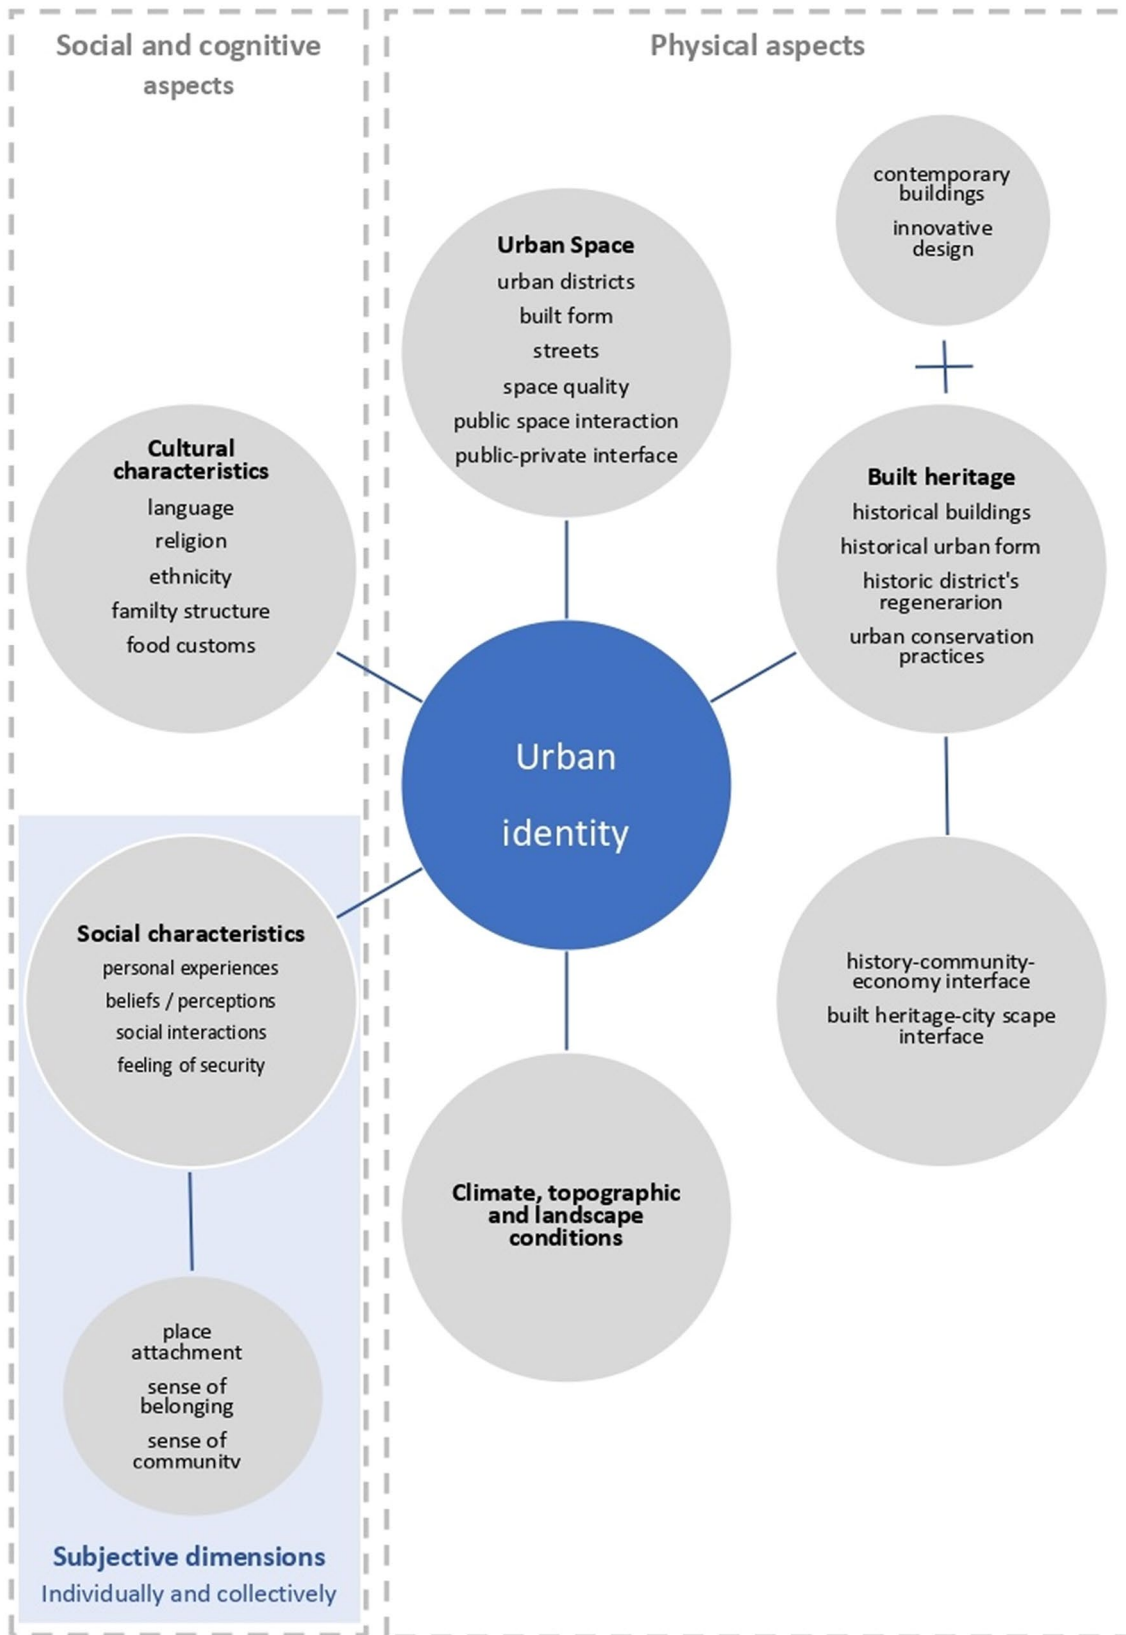 Social and cognitive
aspects
Physical aspects
contemporary
buildings
innovative
design
Urban Space
urban districts
built form
streets
space quality
public space interaction
public-private interface
Cultural
characteristics
language
religion
ethnicity
familty structure
food customs
Built heritage
historical buildings
historical urban form
historic district's
regenerarion
urban conservation
practices
Urban
identity
Social characteristics
personal experiences
beliefs / perceptions
social interactions
feeling of security
history-community-
economy interface
built heritage-city scape
interface
Climate, topographic
and landscape
conditions
place
attachment
sense of
belonging
sense of
community
Subjective dimensions
Individually and collectively